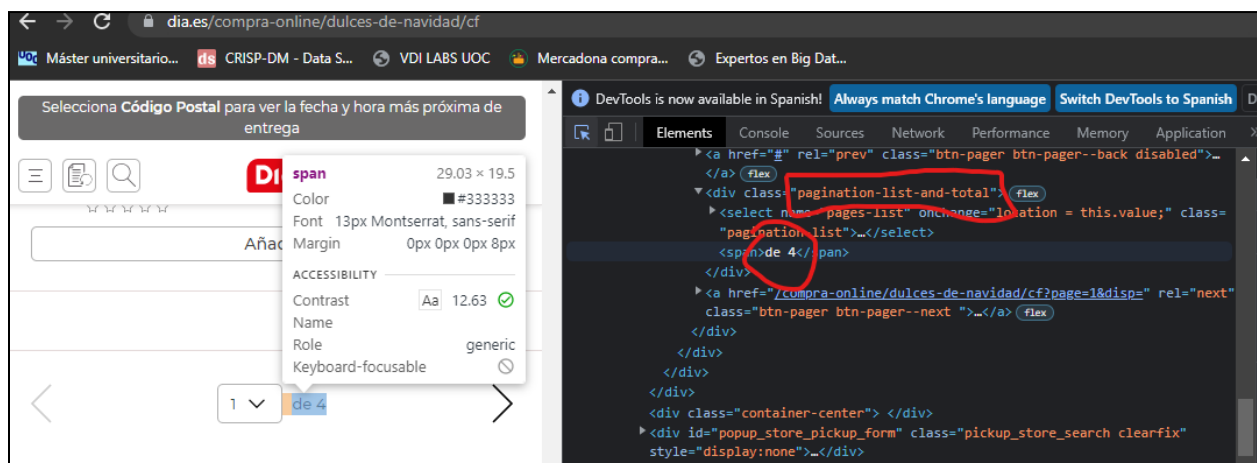 dia.es/compra-online/dulces-de-navidad/cf
UOC Máster universitario... ds CRISP-DM - Data S... VDI LABS UOC Mercadona compra... Expertos en Big Dat...
Selecciona Código Postal para ver la fecha y hora más próxima de
entrega
Añad
1 de 4
span 29.03 × 19.5
Color #333333
Font 13px Montserrat, sans-serif
Margin 0px 0px 0px 8px
ACCESSIBILITY
Contrast Aa 12.63
Name
Role generic
Keyboard-focusable
DevTools is now available in Spanish! Always match Chrome's language Switch DevTools to Spanish D
Elements Console Sources Network Performance Memory Application
<a href="#" rel="prev" class="btn-pager btn-pager--back disabled">…
</a> flex
<div class="pagination-list-and-total"> flex
<select name="pages-list" onchange="location = this.value;" class=
"pagination-list">…</select>
<span>de 4</span>
</div>
<a href="/compra-online/dulces-de-navidad/cf?page=1&disp=" rel="next"
class="btn-pager btn-pager--next ">…</a> flex
</div>
</div>
</div>
</div>
<div class="container-center"> </div>
<div id="popup_store_pickup_form" class="pickup_store_search clearfix"
style="display:none">…</div>